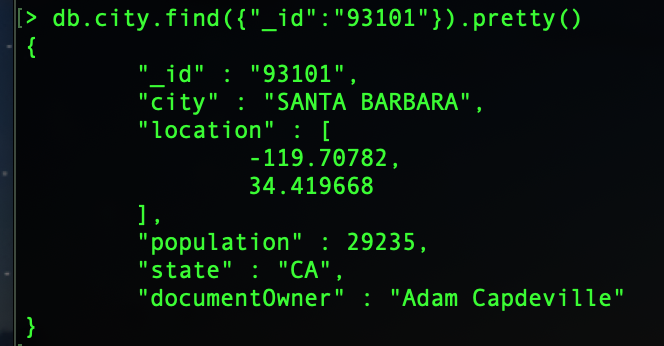 [> db.city.find({"_id":"93101"}).pretty()
{
"_id" : "93101",
"city" : "SANTA BARBARA",
"location" : [
-119.70782,
34.419668
],
"population" : 29235,
"state" : "CA",
"documentOwner" : "Adam Capdeville"
}